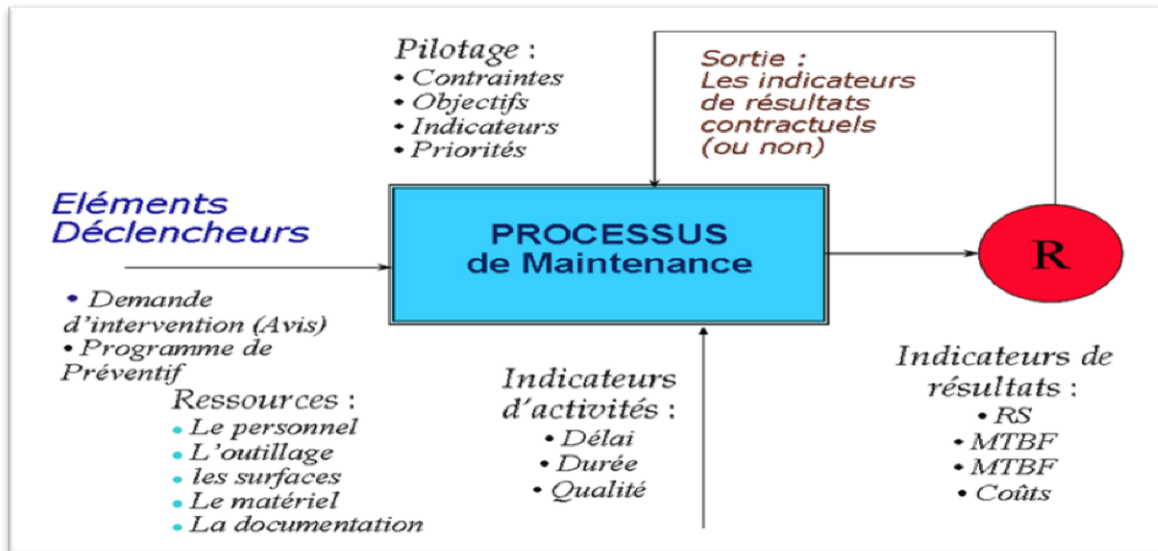 Pilotage :
• Contraintes
• Objectifs
• Indicateurs
• Priorités
Sortie :
Les indicateurs
de résultats
contractuels
(ou non)
Eléments
Déclencheurs
PROCESSUS
de Maintenance
R
• Demande
d'intervention (Avis)
• Programme de
Préventif
Ressources :
• Le personnel
• L'outillage
• les surfaces
• Le matériel
• La documentation
Indicateurs
d'activités :
• Délai
• Durée
• Qualité
Indicateurs de
résultats :
• RS
• MTBF
• MTBF
• Coûts